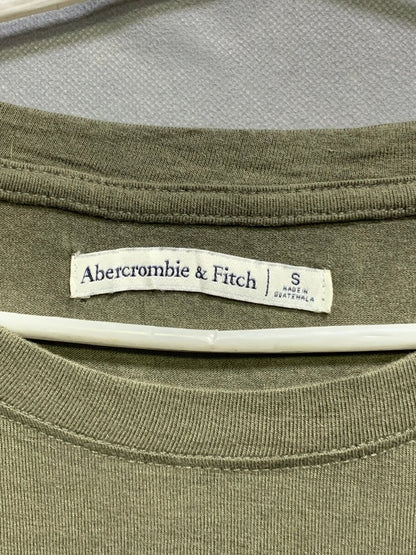 Abercrombie & Fitch
S
MADE IN
GUATEMALA